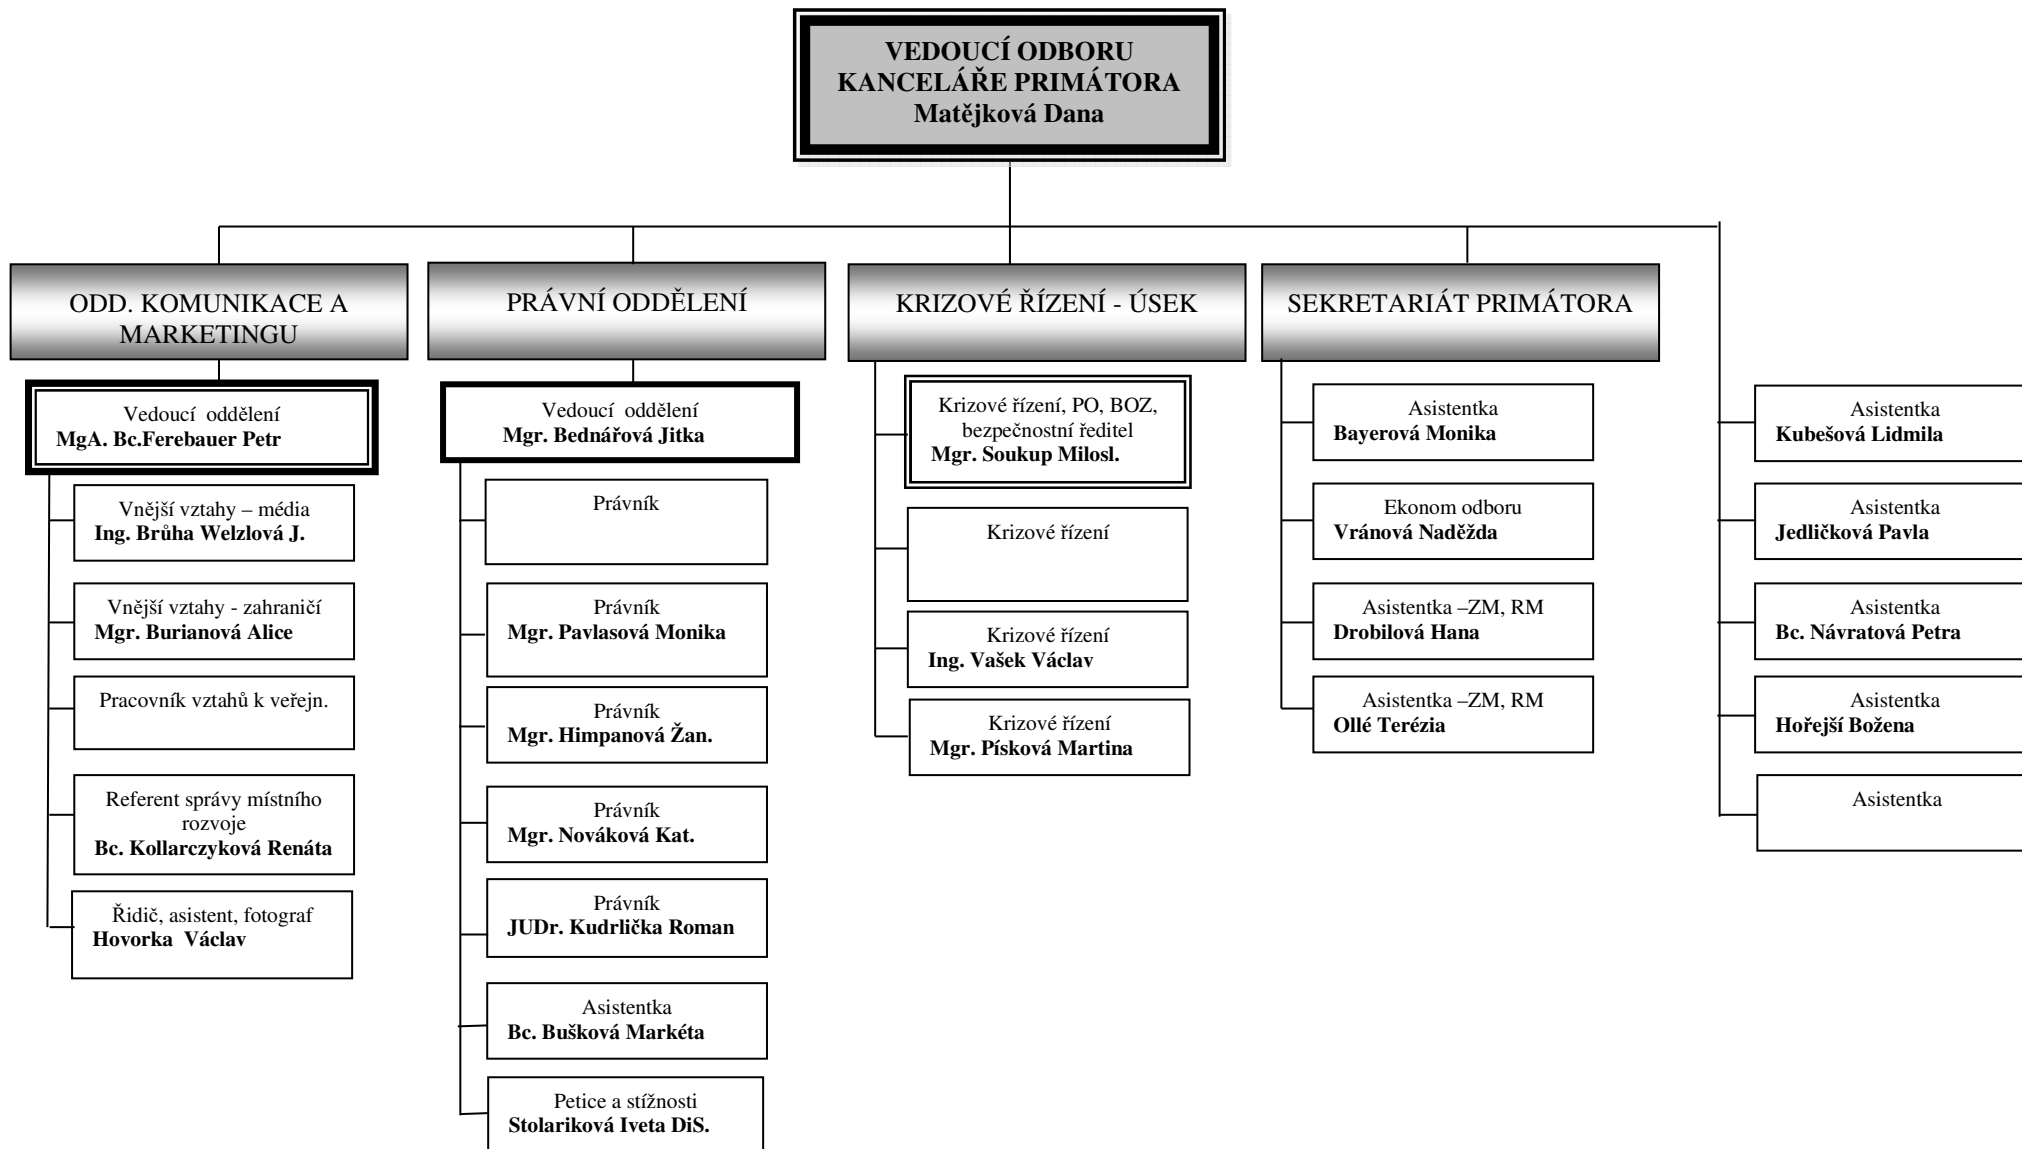 VEDOUCÍ ODBORU
KANCELÁŘE PRIMÁTORA
Matějková Dana
ODD. KOMUNIKACE A
MARKETINGU
Vedoucí oddělení
MgA. Bc.Ferebauer Petr
Vnější vztahy – média
Ing. Brůha Welzlová J.
Vnější vztahy - zahraničí
Mgr. Burianová Alice
Pracovník vztahů k veřejn.
Referent správy místního
rozvoje
Bc. Kollarczyková Renáta
Řidič, asistent, fotograf
Hovorka Václav
PRÁVNÍ ODDĚLENÍ
Vedoucí oddělení
Mgr. Bednářová Jitka
Právník
Právník
Mgr. Pavlasová Monika
Právník
Mgr. Himpanová Žan.
Právník
Mgr. Nováková Kat.
Právník
JUDr. Kudrlička Roman
Asistentka
Bc. Bušková Markéta
Petice a stížnosti
Stolariková Iveta DiS.
KRIZOVÉ ŘÍZENÍ - ÚSEK
Krizové řízení, PO, BOZ,
bezpečnostní ředitel
Mgr. Soukup Milosl.
Krizové řízení
Krizové řízení
Ing. Vašek Václav
Krizové řízení
Mgr. Písková Martina
SEKRETARIÁT PRIMÁTORA
Asistentka
Bayerová Monika
Ekonom odboru
Vránová Naděžda
Asistentka –ZM, RM
Drobilová Hana
Asistentka –ZM, RM
Ollé Terézia
Asistentka
Kubešová Lidmila
Asistentka
Jedličková Pavla
Asistentka
Bc. Návratová Petra
Asistentka
Hořejší Božena
Asistentka